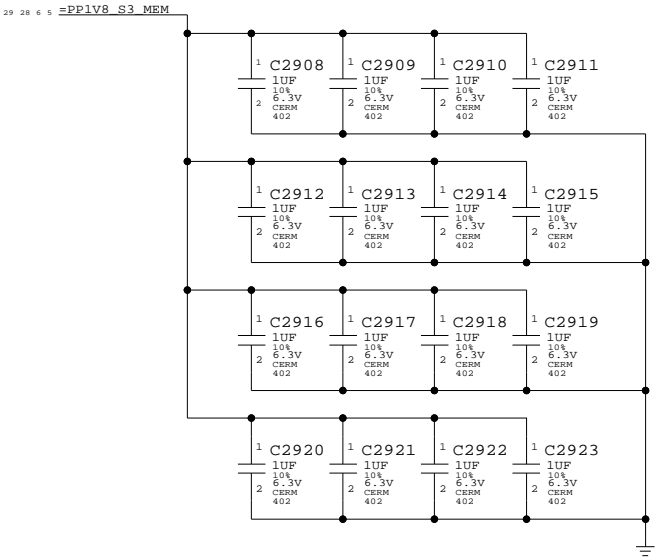 29 28 6 5 =PP1V8_S3_MEM
1 C2908 1 C2909 1 C2910 1 C2911
1UF 1UF 1UF 1UF
10% 10% 10% 10%
2 6.3V 2 6.3V 2 6.3V 2 6.3V
CERM CERM CERM CERM
402 402 402 402
1 C2912 1 C2913 1 C2914 1 C2915
1UF 1UF 1UF 1UF
10% 10% 10% 10%
2 6.3V 2 6.3V 2 6.3V 2 6.3V
CERM CERM CERM CERM
402 402 402 402
1 C2916 1 C2917 1 C2918 1 C2919
1UF 1UF 1UF 1UF
10% 10% 10% 10%
2 6.3V 2 6.3V 2 6.3V 2 6.3V
CERM CERM CERM CERM
402 402 402 402
1 C2920 1 C2921 1 C2922 1 C2923
1UF 1UF 1UF 1UF
10% 10% 10% 10%
2 6.3V 2 6.3V 2 6.3V 2 6.3V
CERM CERM CERM CERM
402 402 402 402